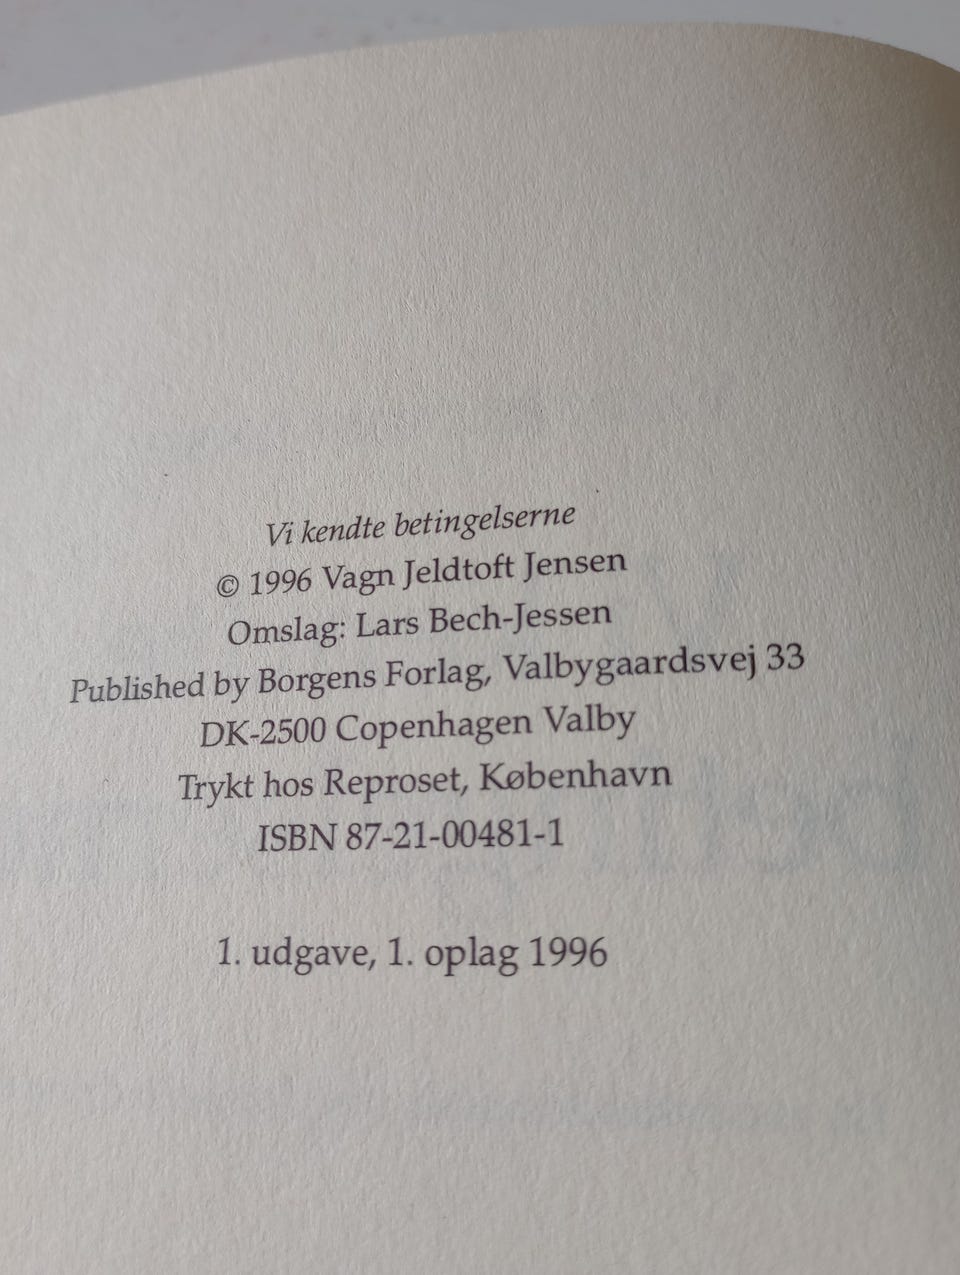 Vi kendte betingelserne
© 1996 Vagn Jeldtoft Jensen
Omslag: Lars Bech-Jessen
Published by Borgens Forlag, Valbygaardsvej 33
DK-2500 Copenhagen Valby
Trykt hos Reproset, København
ISBN 87-21-00481-1
1. udgave, 1. oplag 1996